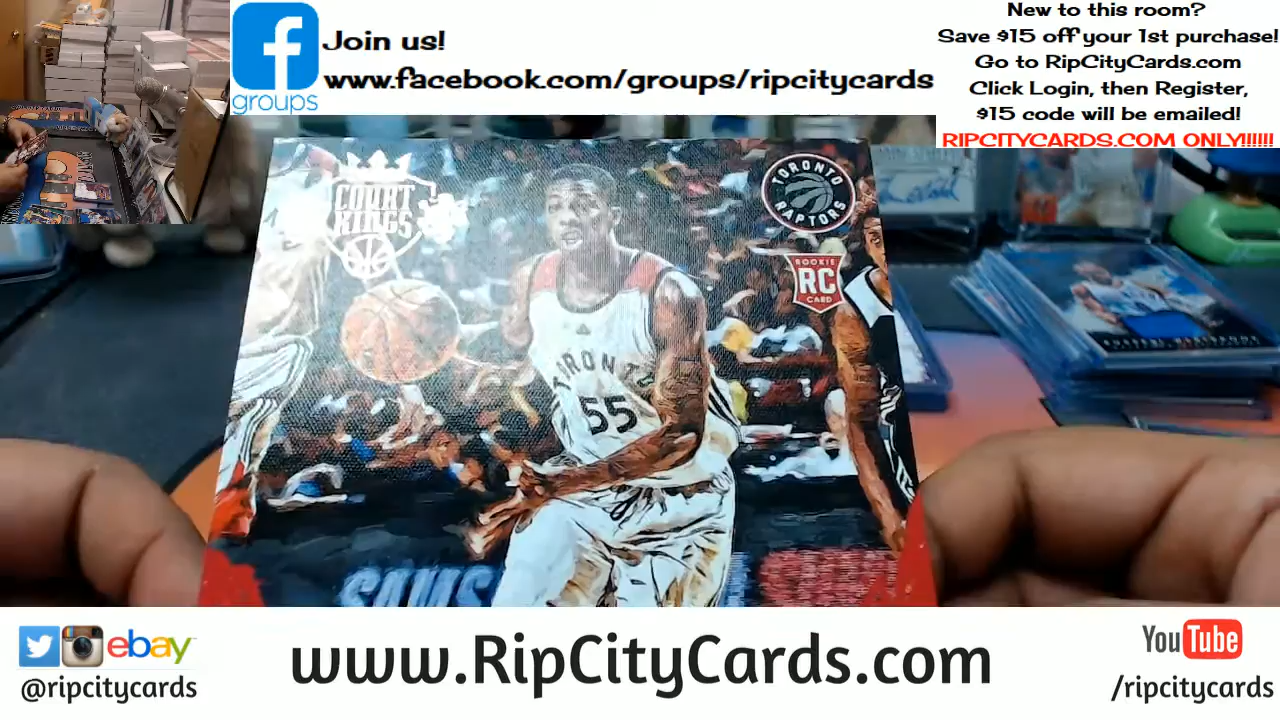 f
groups
Join us!
www.facebook.com/groups/ripcitycards
New to this room?
Save $15 off your 1st purchase!
Go to RipCityCards.com
Click Login, then Register,
$15 code will be emailed!
RIPCITYCARDS.COM ONLY!!!!!!
COURT
KINGS
TORONTO
RAPTORS
ROOKIE
RC
CARD
TORONTO
55
SAMS
ebay
@ripcitycards
www.RipCityCards.com
YouTube
/ripcitycards